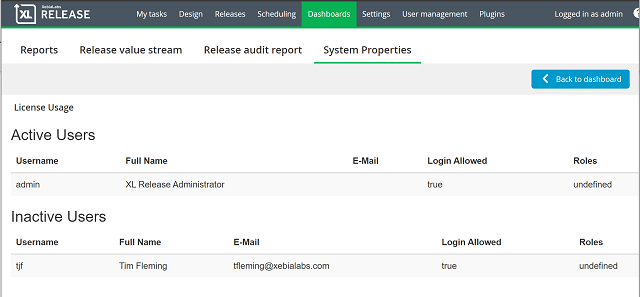 XebiaLabs
XL RELEASE My tasks Design Releases Scheduling Dashboards Settings User management Plugins Logged in as admin
Reports Release value stream Release audit report System Properties
Back to dashboard
License Usage
Active Users
Username Full Name E-Mail Login Allowed Roles
admin XL Release Administrator true undefined
Inactive Users
Username Full Name E-Mail Login Allowed Roles
tjf Tim Fleming tfleming@xebialabs.com true undefined